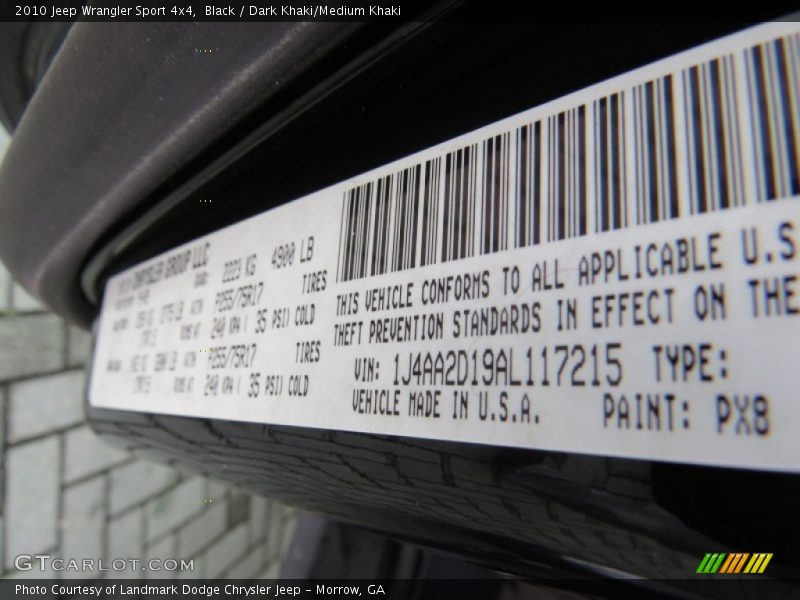 2010 Jeep Wrangler Sport 4x4, Black / Dark Khaki/Medium Khaki
CHRYSLER GROUP LLC
2223 KG 4900 LB
P255/75R17 TIRES
240 KPA ( 35 PSI) COLD
P255/75R17 TIRES
240 KPA ( 35 PSI) COLD
THIS VEHICLE CONFORMS TO ALL APPLICABLE U.S
THEFT PREVENTION STANDARDS IN EFFECT ON THE
VIN: 1J4AA2D19AL117215 TYPE:
VEHICLE MADE IN U.S.A. PAINT: PX8
GTCARLOT.COM
Photo Courtesy of Landmark Dodge Chrysler Jeep - Morrow, GA